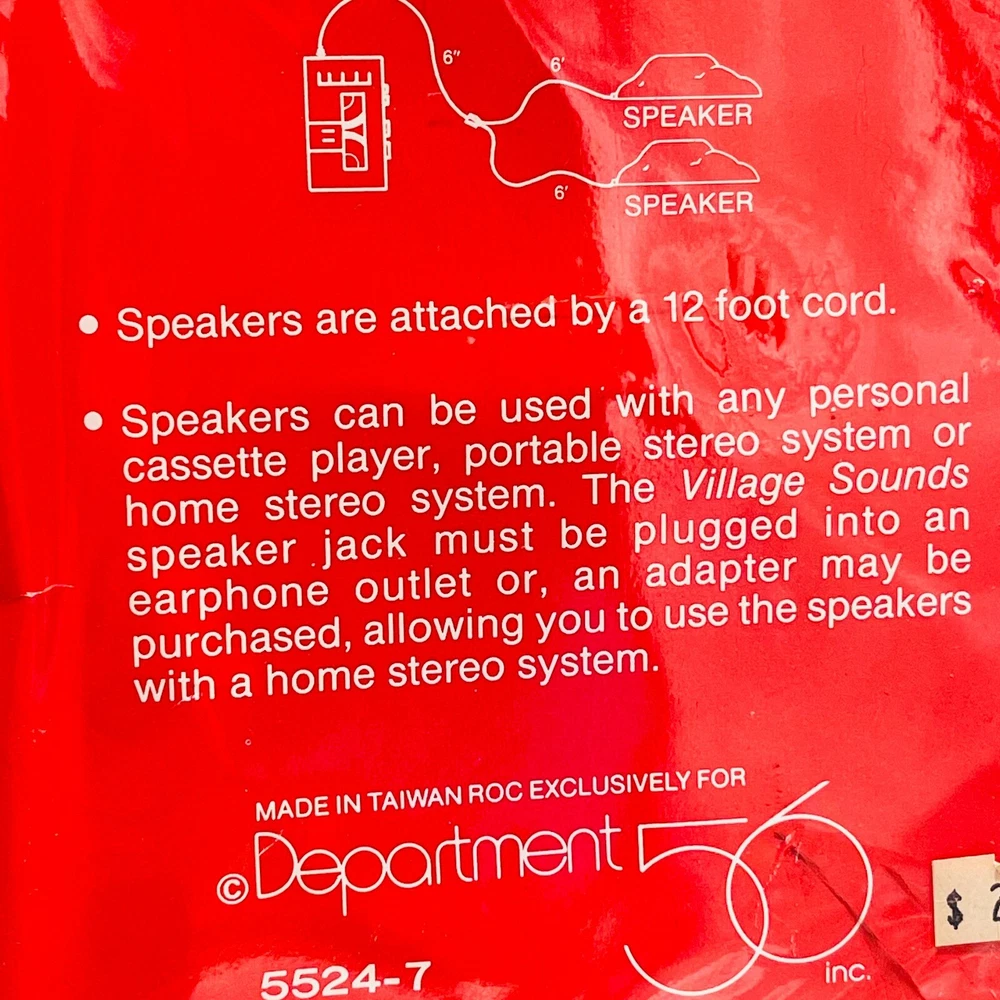 6"
6'
SPEAKER
6'
SPEAKER
• Speakers are attached by a 12 foot cord.
• Speakers can be used with any personal
cassette player, portable stereo system or
home stereo system. The Village Sounds
speaker jack must be plugged into an
earphone outlet or, an adapter may be
purchased, allowing you to use the speakers
with a home stereo system.
MADE IN TAIWAN ROC EXCLUSIVELY FOR
© Department 56
inc.
5524-7
$ 2